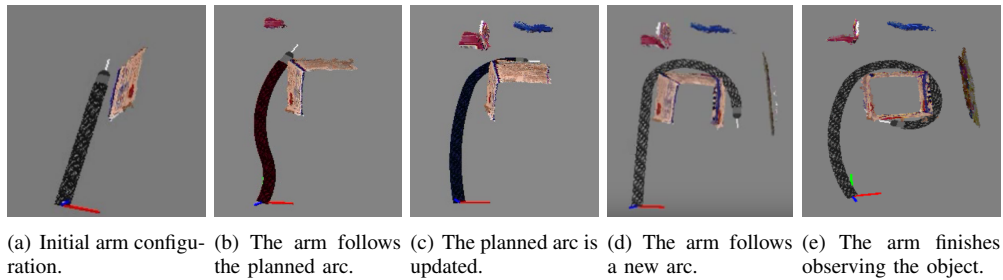 (a) Initial arm configu-
ration.
(b) The arm follows
the planned arc.
(c) The planned arc is
updated.
(d) The arm follows
a new arc.
(e) The arm finishes
observing the object.